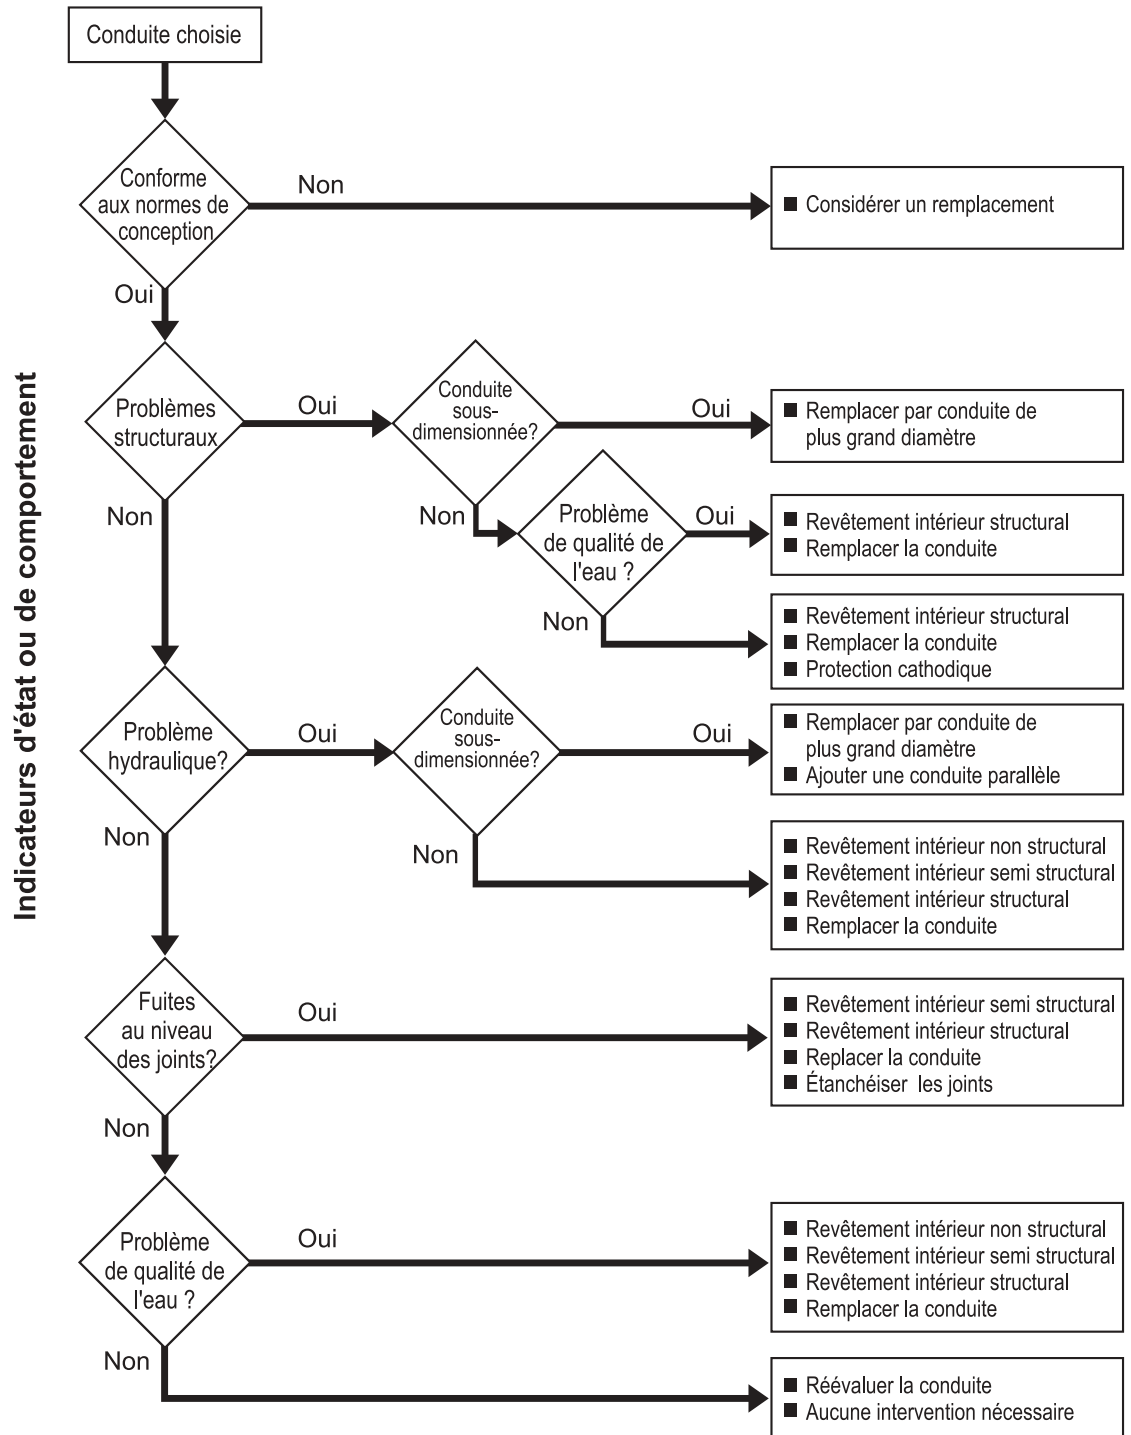 Conduite choisie
Conforme
aux normes de
conception
Non
■ Considérer un remplacement
Oui
Indicateurs d'état ou de comportement
Problèmes
structuraux
Oui
Conduite
sous-
dimensionnée?
Oui
■ Remplacer par conduite de
plus grand diamètre
Non
Non
Problème
de qualité de
l'eau ?
Oui
■ Revêtement intérieur structural
■ Remplacer la conduite
Non
■ Revêtement intérieur structural
■ Remplacer la conduite
■ Protection cathodique
Problème
hydraulique?
Oui
Conduite
sous-
dimensionnée?
Oui
■ Remplacer par conduite de
plus grand diamètre
■ Ajouter une conduite parallèle
Non
Non
■ Revêtement intérieur non structural
■ Revêtement intérieur semi structural
■ Revêtement intérieur structural
■ Remplacer la conduite
Fuites
au niveau
des joints?
Oui
■ Revêtement intérieur semi structural
■ Revêtement intérieur structural
■ Replacer la conduite
■ Étanchéiser les joints
Non
Problème
de qualité de
l'eau ?
Oui
■ Revêtement intérieur non structural
■ Revêtement intérieur semi structural
■ Revêtement intérieur structural
■ Remplacer la conduite
Non
■ Réévaluer la conduite
■ Aucune intervention nécessaire